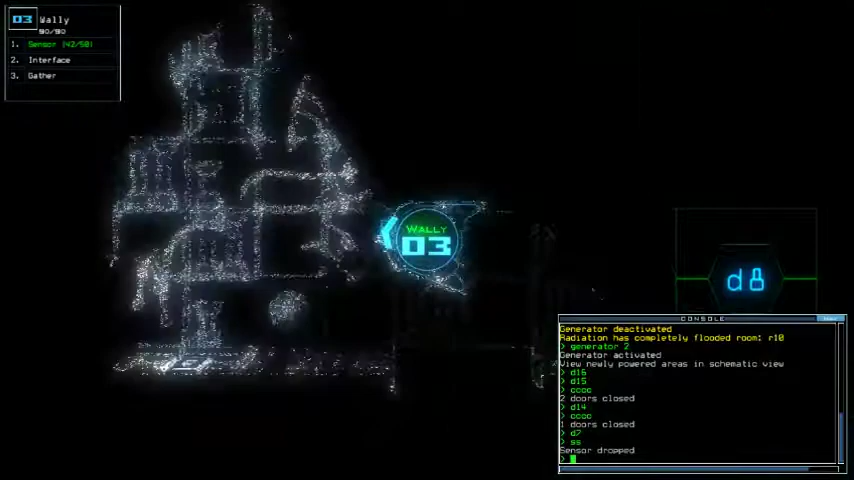 03 Wally
90/90
1. Sensor (42/50)
2. Interface
3. Gather
WALLY
03
d8
CONSOLE
Generator deactivated
Radiation has completely flooded room: r10
> generator 2
Generator activated
View newly powered areas in schematic view
> d16
> d15
> cccc
2 doors closed
> d14
> cccc
1 doors closed
> d7
> ss
Sensor dropped
>